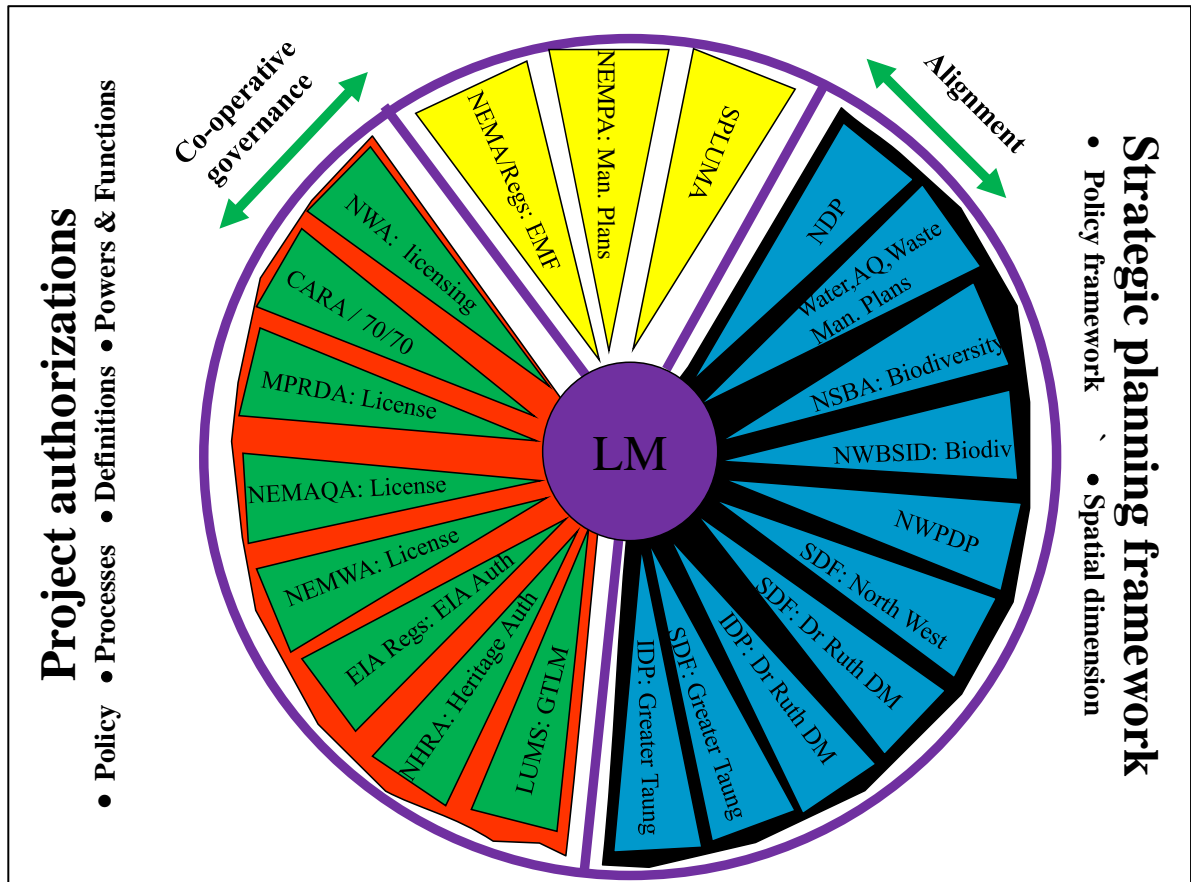 Project authorizations
• Policy • Processes • Definitions • Powers & Functions
Co-operative
governance
NWA: licensing
CARA / 70/70
MPRDA: License
NEMAQA: License
NEMWA: License
EIA Regs: EIA Auth
NHRA: Heritage Auth
LUMS: GTLM
NEMA/Regs: EMF
NEMPA: Man. Plans
SPLUMA
LM
NDP
Water,AQ,Waste
Man. Plans
NSBA: Biodiversity
NWBSID: Biodiv
NWPDP
SDF: North West
SDF: Dr Ruth DM
IDP: Dr Ruth DM
SDF: Greater Taung
IDP: Greater Taung
Alignment
Strategic planning framework
• Policy framework ` • Spatial dimension